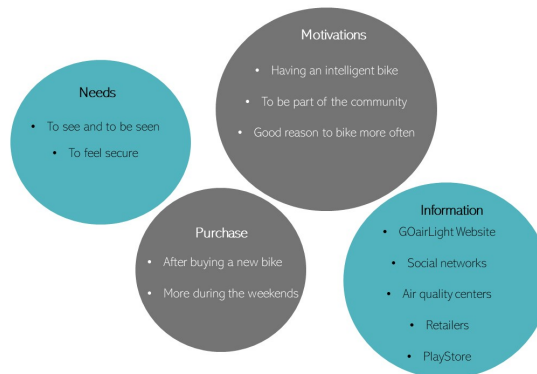 Motivations
• Having an intelligent bike
• To be part of the community
• Good reason to bike more often
Needs
• To see and to be seen
• To feel secure
Purchase
• After buying a new bike
• More during the weekends
Information
• GOairLight Website
• Social networks
• Air quality centers
• Retailers
• PlayStore